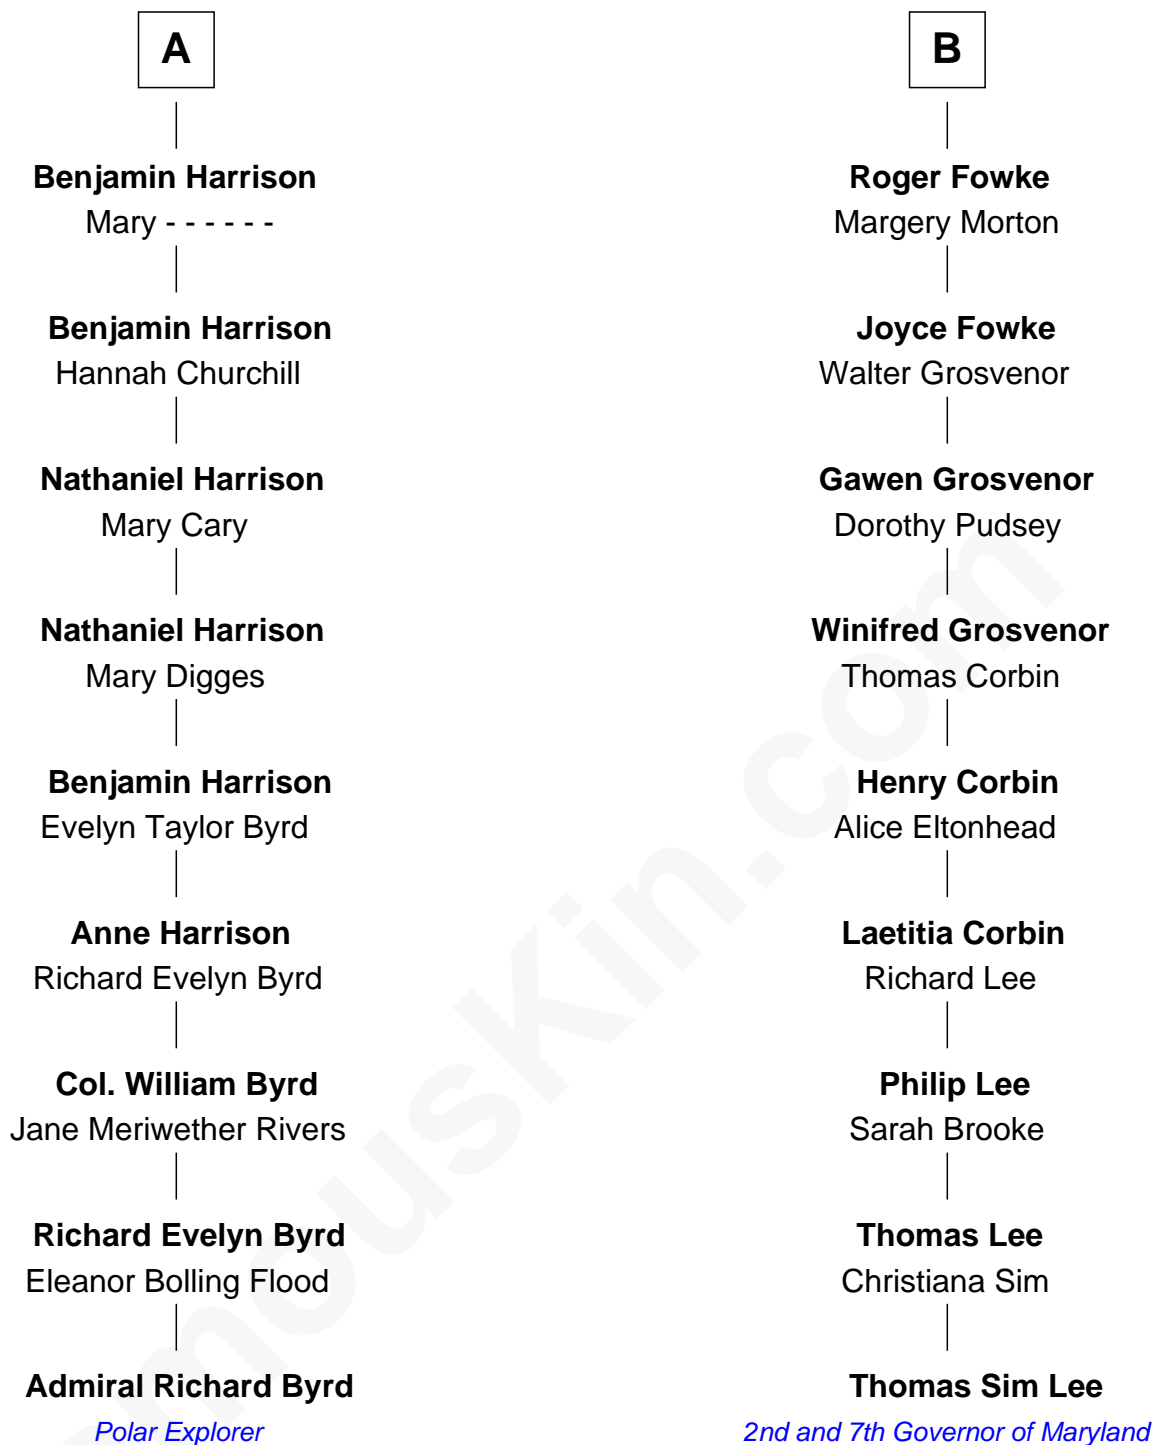 A
Benjamin Harrison
Mary - - - - - -
Benjamin Harrison
Hannah Churchill
Nathaniel Harrison
Mary Cary
Nathaniel Harrison
Mary Digges
Benjamin Harrison
Evelyn Taylor Byrd
Anne Harrison
Richard Evelyn Byrd
Col. William Byrd
Jane Meriwether Rivers
Richard Evelyn Byrd
Eleanor Bolling Flood
Admiral Richard Byrd
Polar Explorer
B
Roger Fowke
Margery Morton
Joyce Fowke
Walter Grosvenor
Gawen Grosvenor
Dorothy Pudsey
Winifred Grosvenor
Thomas Corbin
Henry Corbin
Alice Eltonhead
Laetitia Corbin
Richard Lee
Philip Lee
Sarah Brooke
Thomas Lee
Christiana Sim
Thomas Sim Lee
2nd and 7th Governor of Maryland
mousKin.com